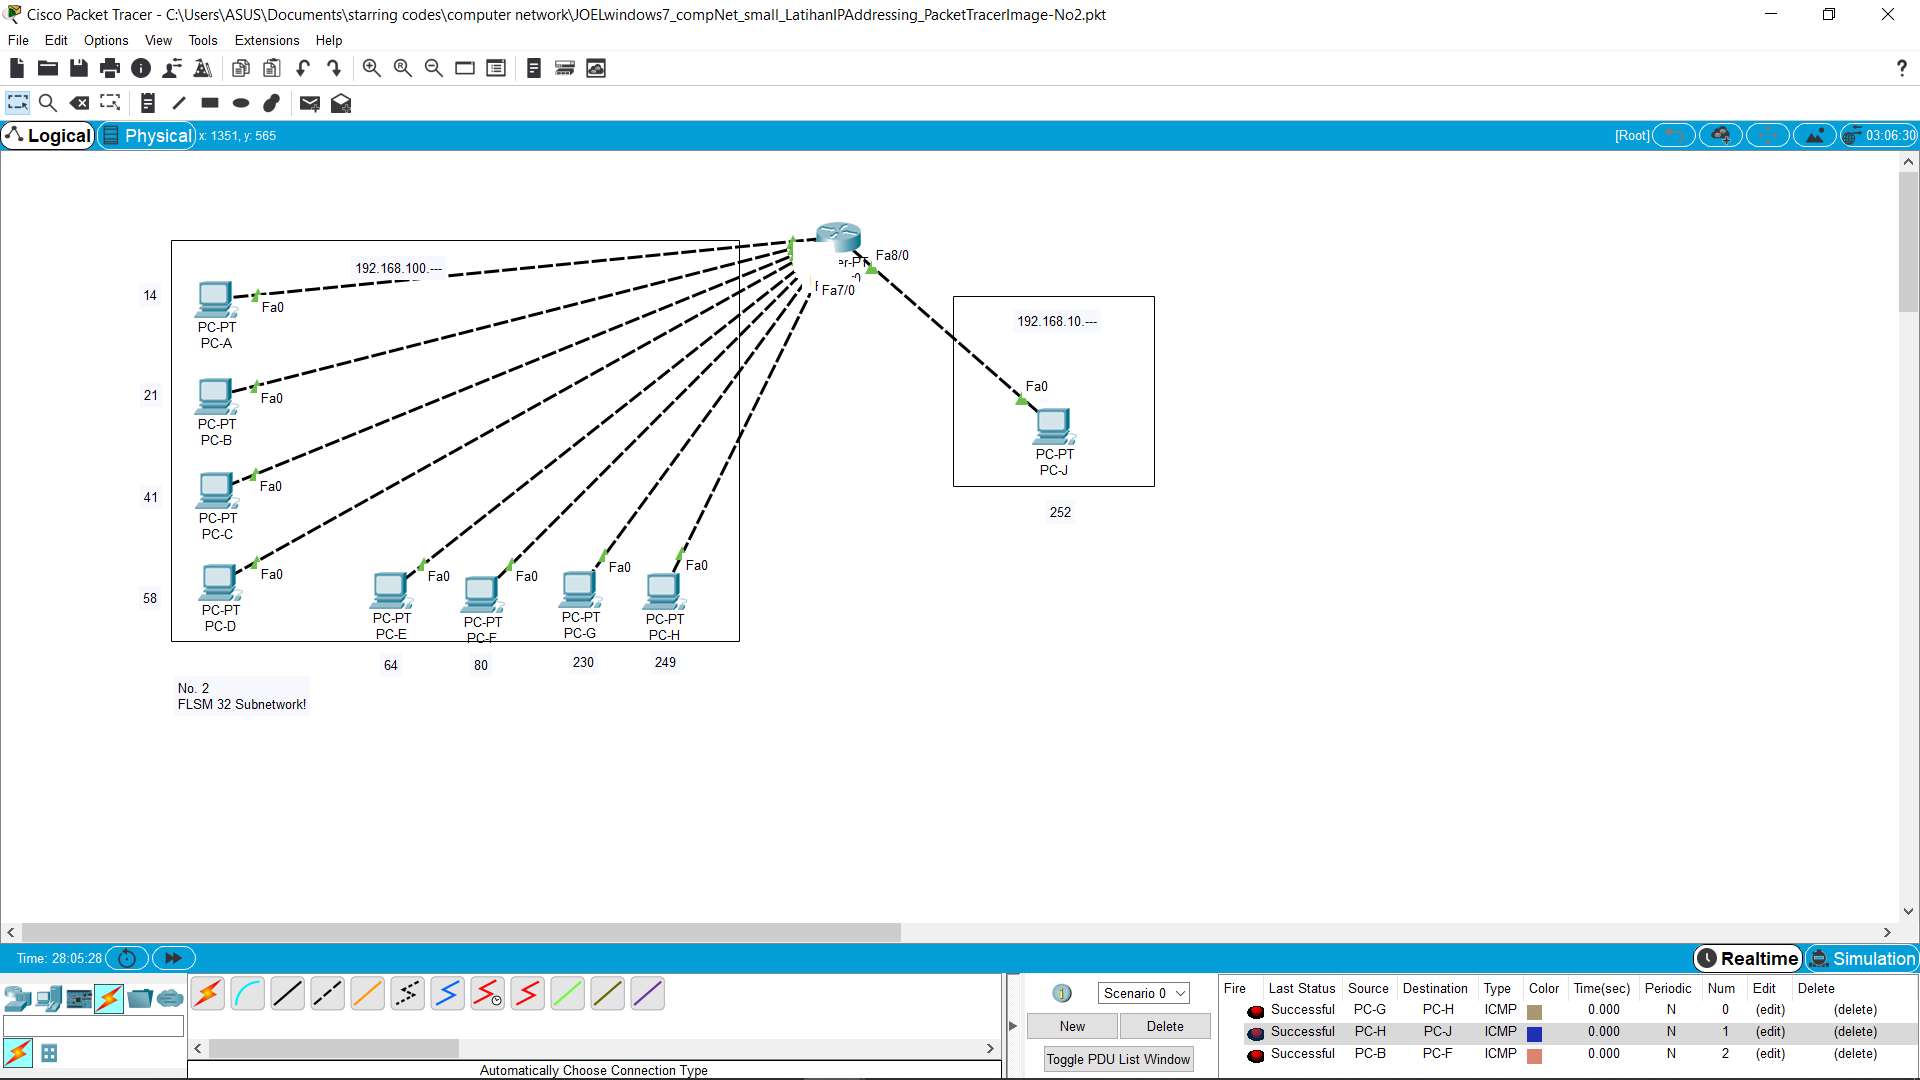 Cisco Packet Tracer - C:\Users\ASUS\Documents\starring codes\computer network\JOELwindows7_compNet_small_LatihanIPAddressing_PacketTracerImage-No2.pkt
File Edit Options View Tools Extensions Help
Logical Physical x: 1351, y: 565 [Root] 03:06:30
192.168.100.---
14
Fa0
PC-PT
PC-A
21
Fa0
PC-PT
PC-B
41
Fa0
PC-PT
PC-C
58
Fa0
PC-PT
PC-D
Fa0
PC-PT
PC-E
64
Fa0
PC-PT
PC-F
80
Fa0
PC-PT
PC-G
230
Fa0
PC-PT
PC-H
249
Fa8/0
Fa7/0
192.168.10.---
Fa0
PC-PT
PC-J
252
No. 2
FLSM 32 Subnetwork!
Time: 28:05:28 Realtime Simulation
Automatically Choose Connection Type
Scenario 0
New Delete
Toggle PDU List Window
Fire Last Status Source Destination Type Color Time(sec) Periodic Num Edit Delete
Successful PC-G PC-H ICMP 0.000 N 0 (edit) (delete)
Successful PC-H PC-J ICMP 0.000 N 1 (edit) (delete)
Successful PC-B PC-F ICMP 0.000 N 2 (edit) (delete)